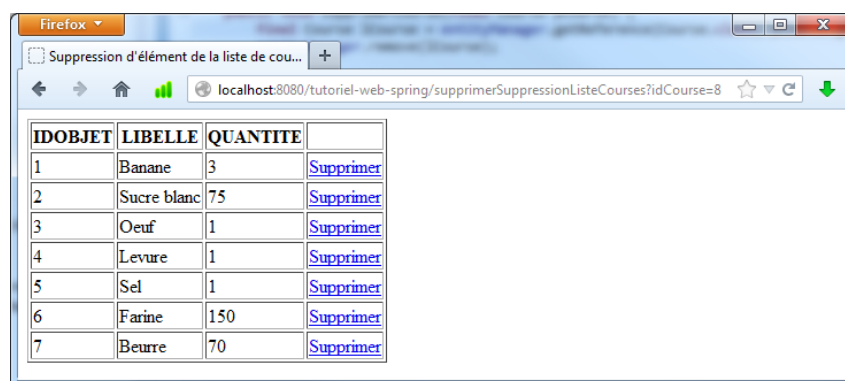 Firefox
Suppression d'élément de la liste de cou...
localhost:8080/tutoriel-web-spring/supprimerSuppressionListeCourses?idCourse=8
IDOBJET LIBELLE QUANTITE
1 Banane 3 Supprimer
2 Sucre blanc 75 Supprimer
3 Oeuf 1 Supprimer
4 Levure 1 Supprimer
5 Sel 1 Supprimer
6 Farine 150 Supprimer
7 Beurre 70 Supprimer